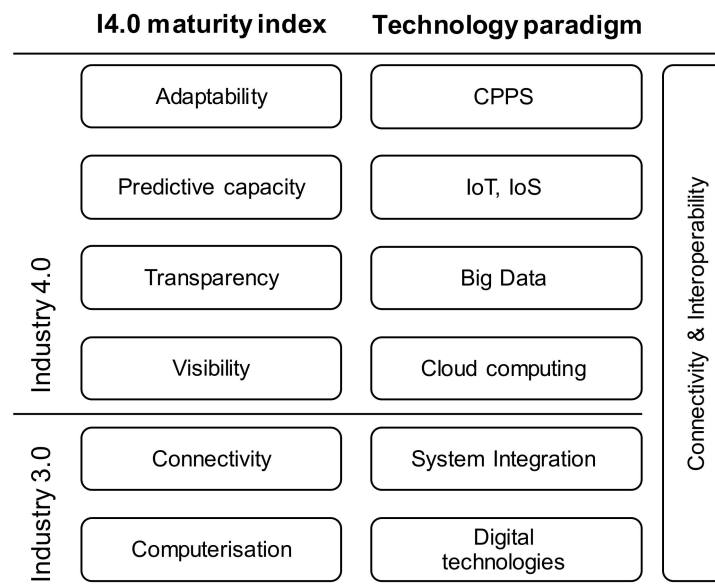 I4.0 maturity index Technology paradigm
Adaptability CPPS
Predictive capacity IoT, IoS
Transparency Big Data
Visibility Cloud computing
Industry 4.0
Connectivity System Integration
Computerisation Digital
technologies
Industry 3.0
Connectivity & Interoperability